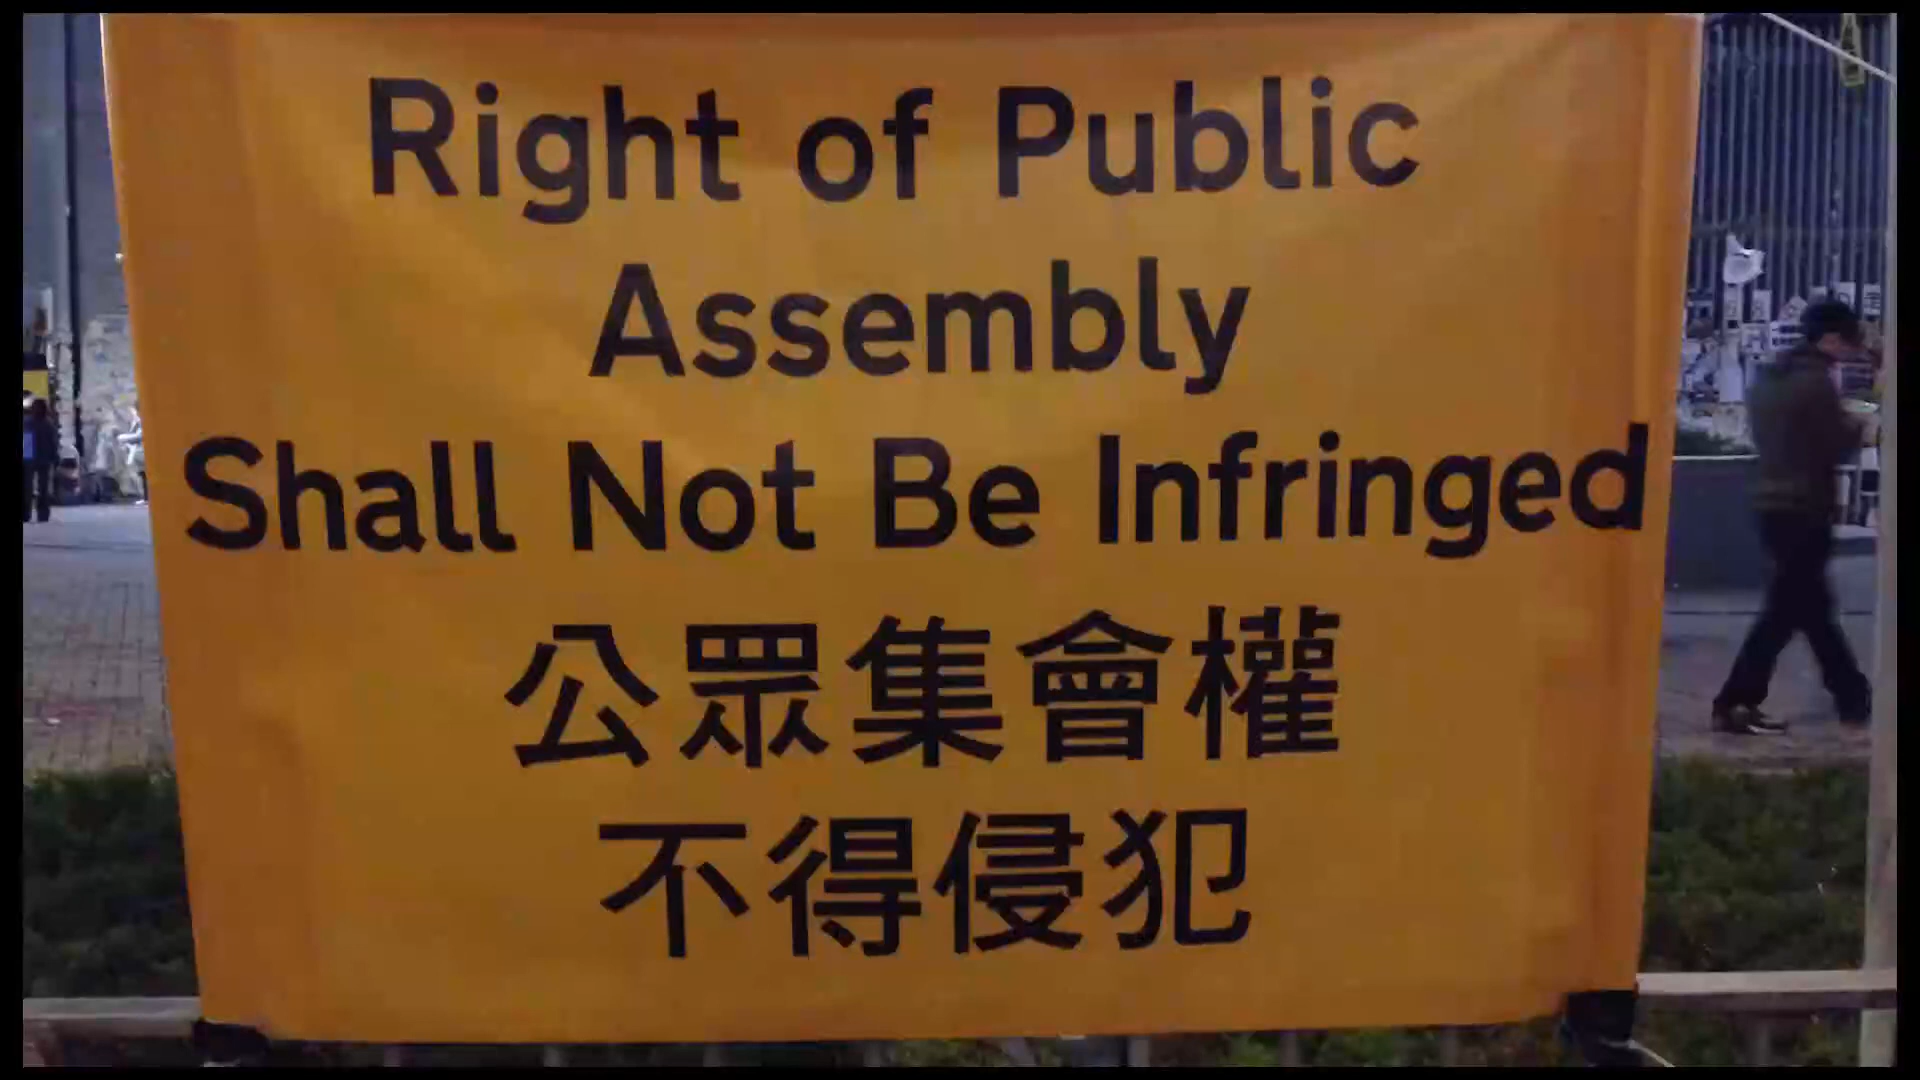 Right of Public
Assembly
Shall Not Be Infringed
公眾集會權
不得侵犯